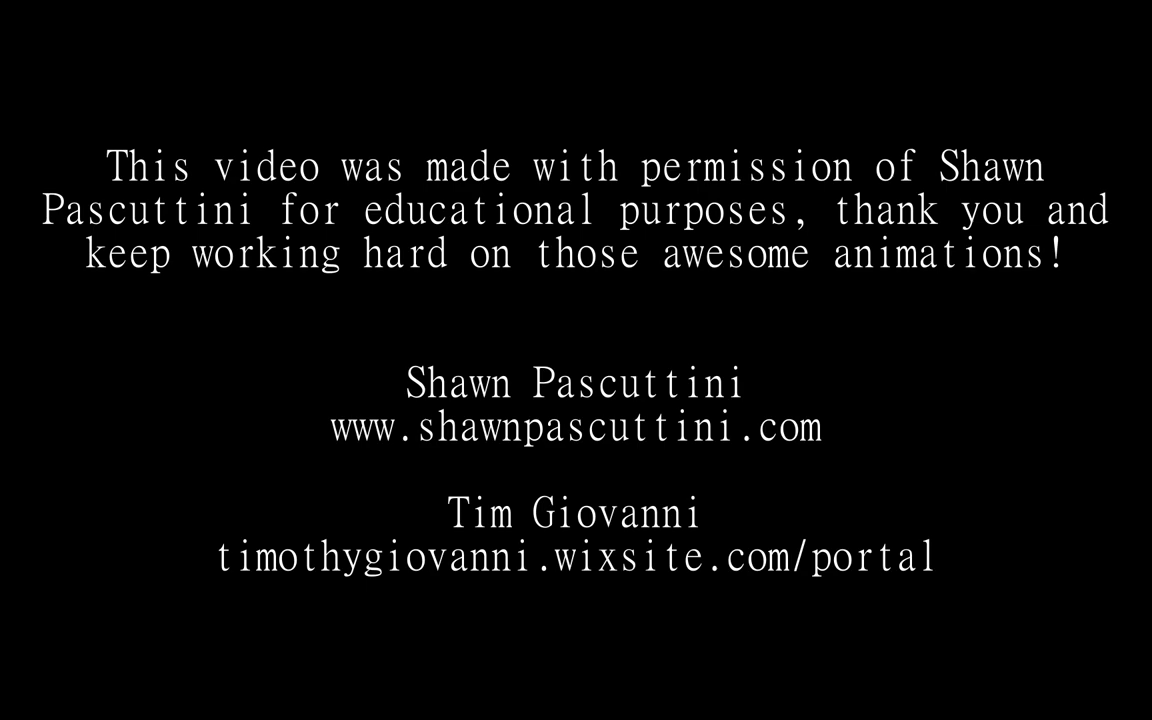 This video was made with permission of Shawn
Pascuttini for educational purposes, thank you and
keep working hard on those awesome animations!
Shawn Pascuttini
www.shawnpascuttini.com
Tim Giovanni
timothygiovanni.wixsite.com/portal